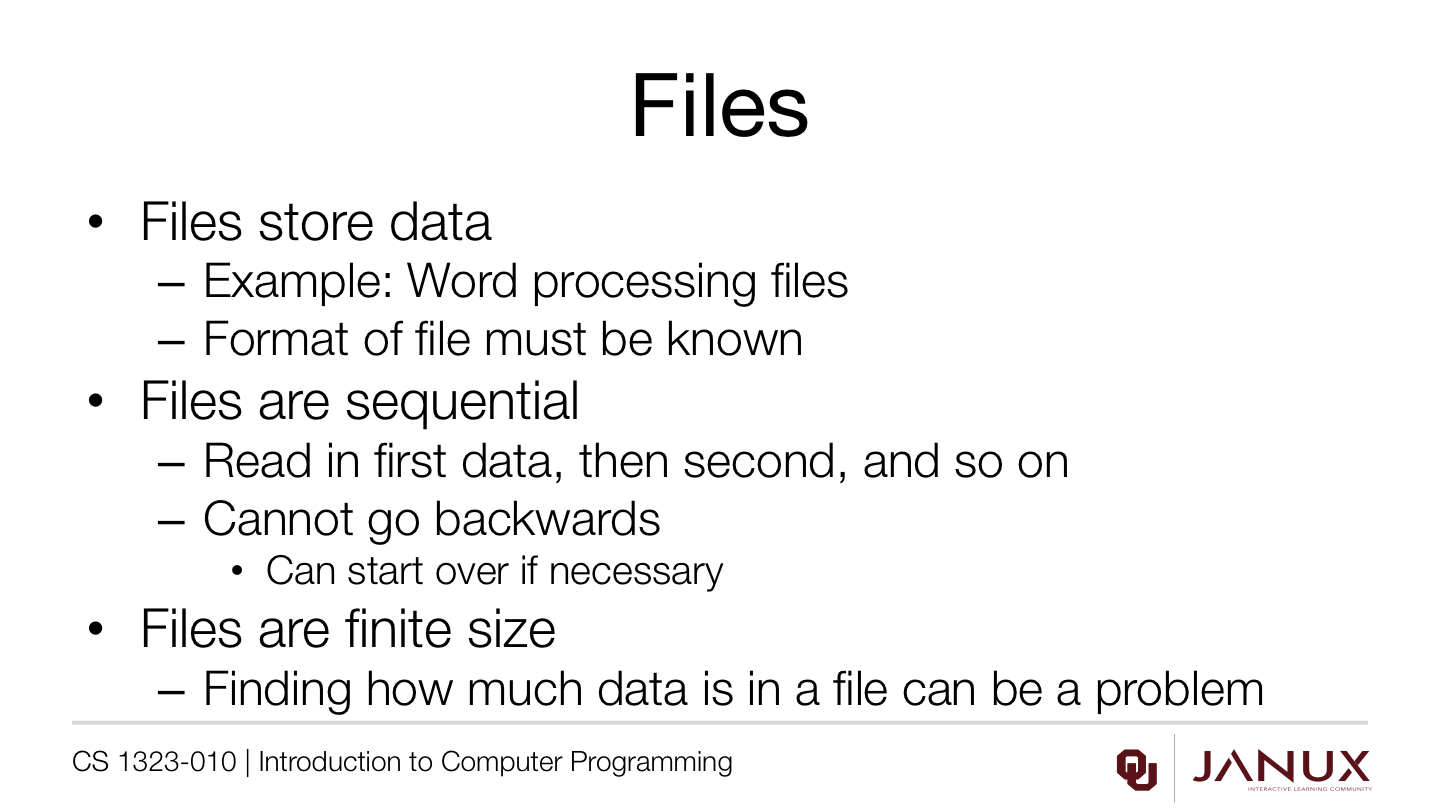 Files
• Files store data
– Example: Word processing files
– Format of file must be known
• Files are sequential
– Read in first data, then second, and so on
– Cannot go backwards
• Can start over if necessary
• Files are finite size
– Finding how much data is in a file can be a problem
CS 1323-010 | Introduction to Computer Programming
OU
JANUX
INTERACTIVE LEARNING COMMUNITY